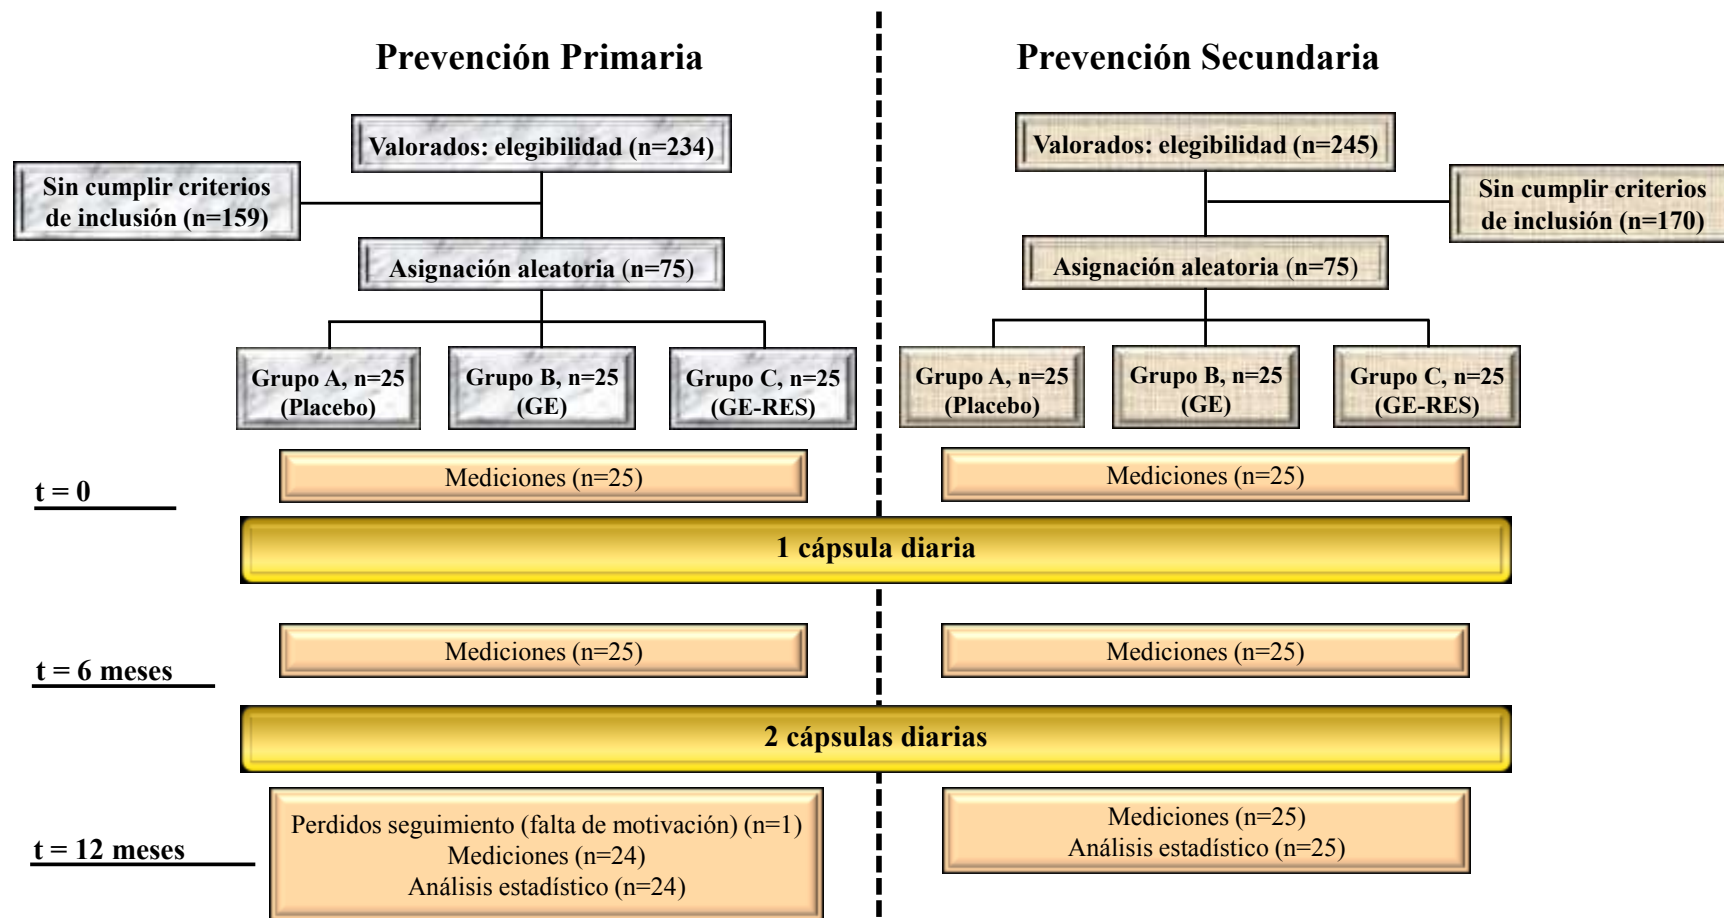 Prevención Primaria
Prevención Secundaria
Valorados: elegibilidad (n=234)
Valorados: elegibilidad (n=245)
Sin cumplir criterios
de inclusión (n=159)
Sin cumplir criterios
de inclusión (n=170)
Asignación aleatoria (n=75)
Asignación aleatoria (n=75)
Grupo A, n=25
(Placebo)
Grupo B, n=25
(GE)
Grupo C, n=25
(GE-RES)
Grupo A, n=25
(Placebo)
Grupo B, n=25
(GE)
Grupo C, n=25
(GE-RES)
t = 0
Mediciones (n=25)
Mediciones (n=25)
1 cápsula diaria
t = 6 meses
Mediciones (n=25)
Mediciones (n=25)
2 cápsulas diarias
t = 12 meses
Perdidos seguimiento (falta de motivación) (n=1)
Mediciones (n=24)
Análisis estadístico (n=24)
Mediciones (n=25)
Análisis estadístico (n=25)